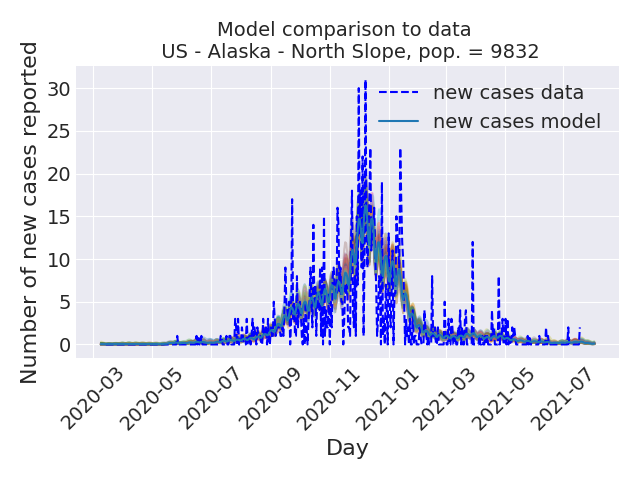 Model comparison to data
US - Alaska - North Slope, pop. = 9832
Number of new cases reported
30
25
20
15
10
5
0
new cases data
new cases model
2020-03
2020-05
2020-07
2020-09
2020-11
2021-01
2021-03
2021-05
2021-07
Day